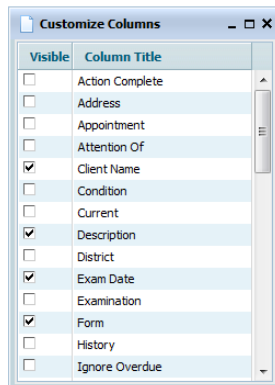 Customize Columns
Visible Column Title
Action Complete
Address
Appointment
Attention Of
Client Name
Condition
Current
Description
District
Exam Date
Examination
Form
History
Ignore Overdue